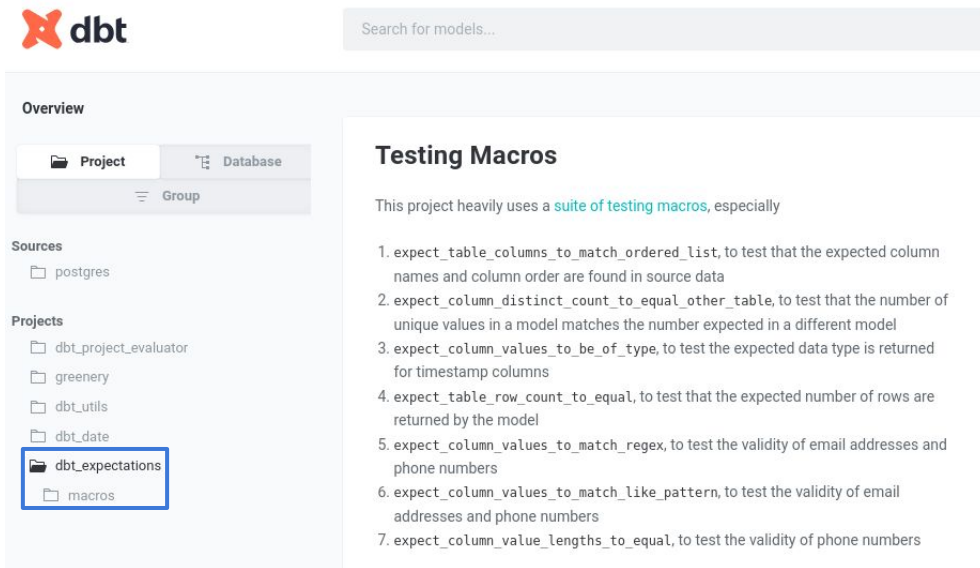 dbt
Search for models...
Overview
Project
Database
Group
Sources
postgres
Projects
dbt_project_evaluator
greenery
dbt_utils
dbt_date
dbt_expectations
macros
Testing Macros
This project heavily uses a suite of testing macros, especially
1. expect_table_columns_to_match_ordered_list, to test that the expected column
names and column order are found in source data
2. expect_column_distinct_count_to_equal_other_table, to test that the number of
unique values in a model matches the number expected in a different model
3. expect_column_values_to_be_of_type, to test the expected data type is returned
for timestamp columns
4. expect_table_row_count_to_equal, to test that the expected number of rows are
returned by the model
5. expect_column_values_to_match_regex, to test the validity of email addresses and
phone numbers
6. expect_column_values_to_match_like_pattern, to test the validity of email
addresses and phone numbers
7. expect_column_value_lengths_to_equal, to test the validity of phone numbers